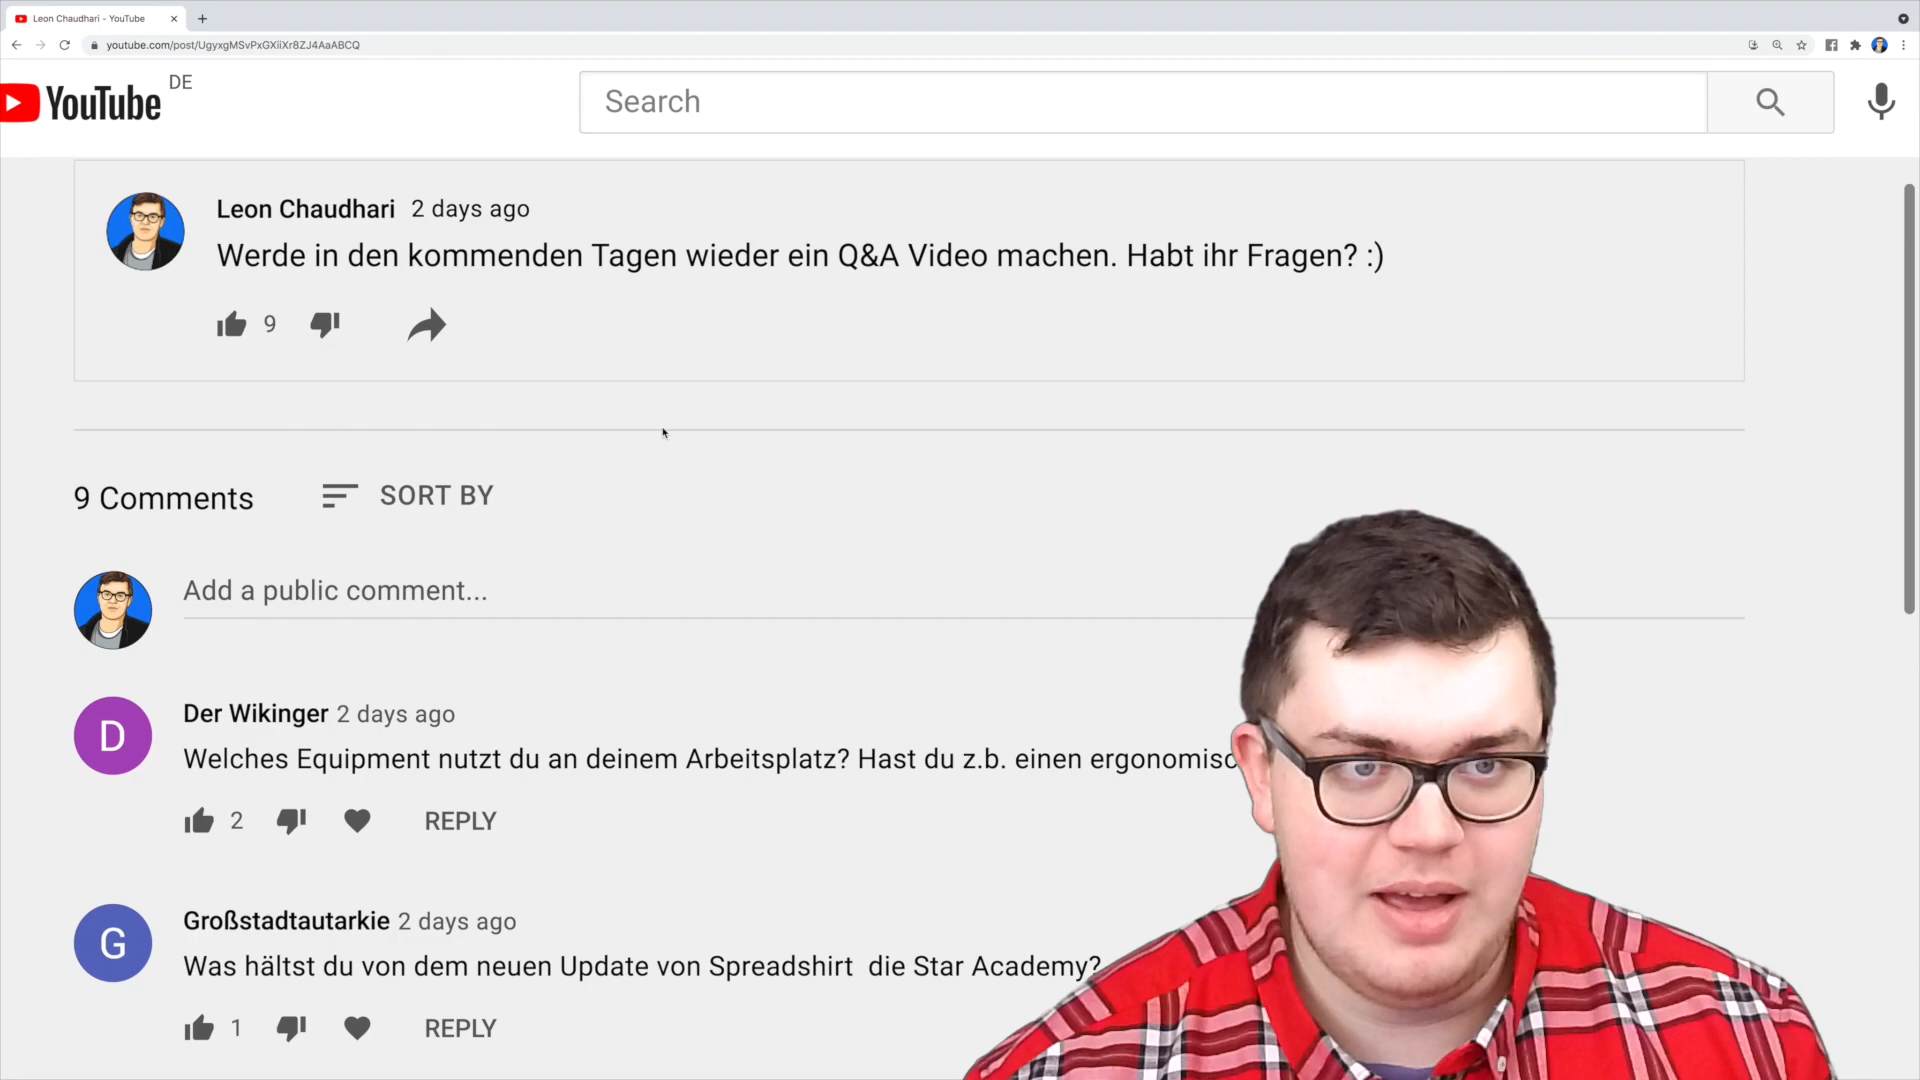 Leon Chaudhari - YouTube
youtube.com/post/UgyxgMSvPxGXiiXr8ZJ4AaABCQ
YouTube DE
Search
Leon Chaudhari 2 days ago
Werde in den kommenden Tagen wieder ein Q&A Video machen. Habt ihr Fragen? :)
9
9 Comments SORT BY
Add a public comment...
D
Der Wikinger 2 days ago
Welches Equipment nutzt du an deinem Arbeitsplatz? Hast du z.b. einen
2 REPLY
G
Großstadtautarkie 2 days ago
Was hältst du von dem neuen Update von Spreadshirt die Star Academy?
1 REPLY